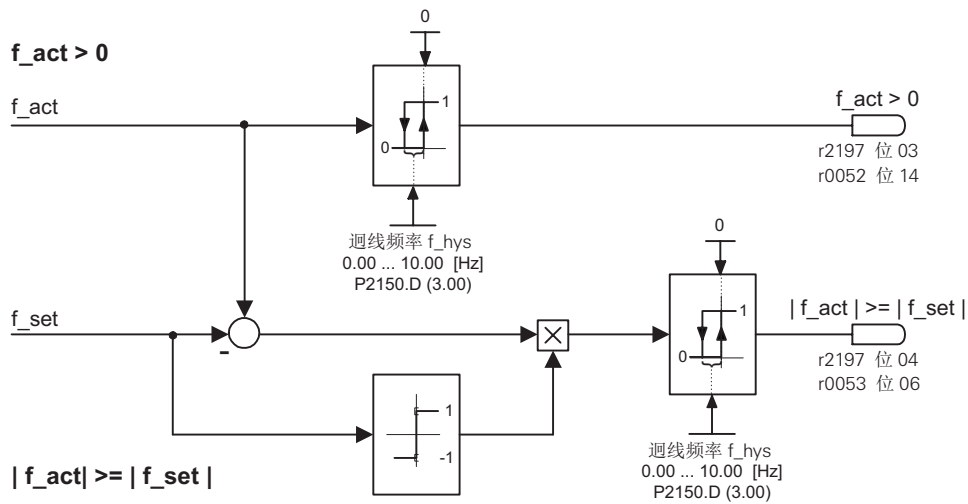 f_act > 0
0
f_act
1
0
f_act > 0
r2197 位 03
r0052 位 14
迥线频率 f_hys
0.00 ... 10.00 [Hz]
P2150.D (3.00)
0
f_set
-
1
0
| f_act | >= | f_set |
r2197 位 04
r0053 位 06
1
-1
迥线频率 f_hys
0.00 ... 10.00 [Hz]
P2150.D (3.00)
| f_act| >= | f_set |